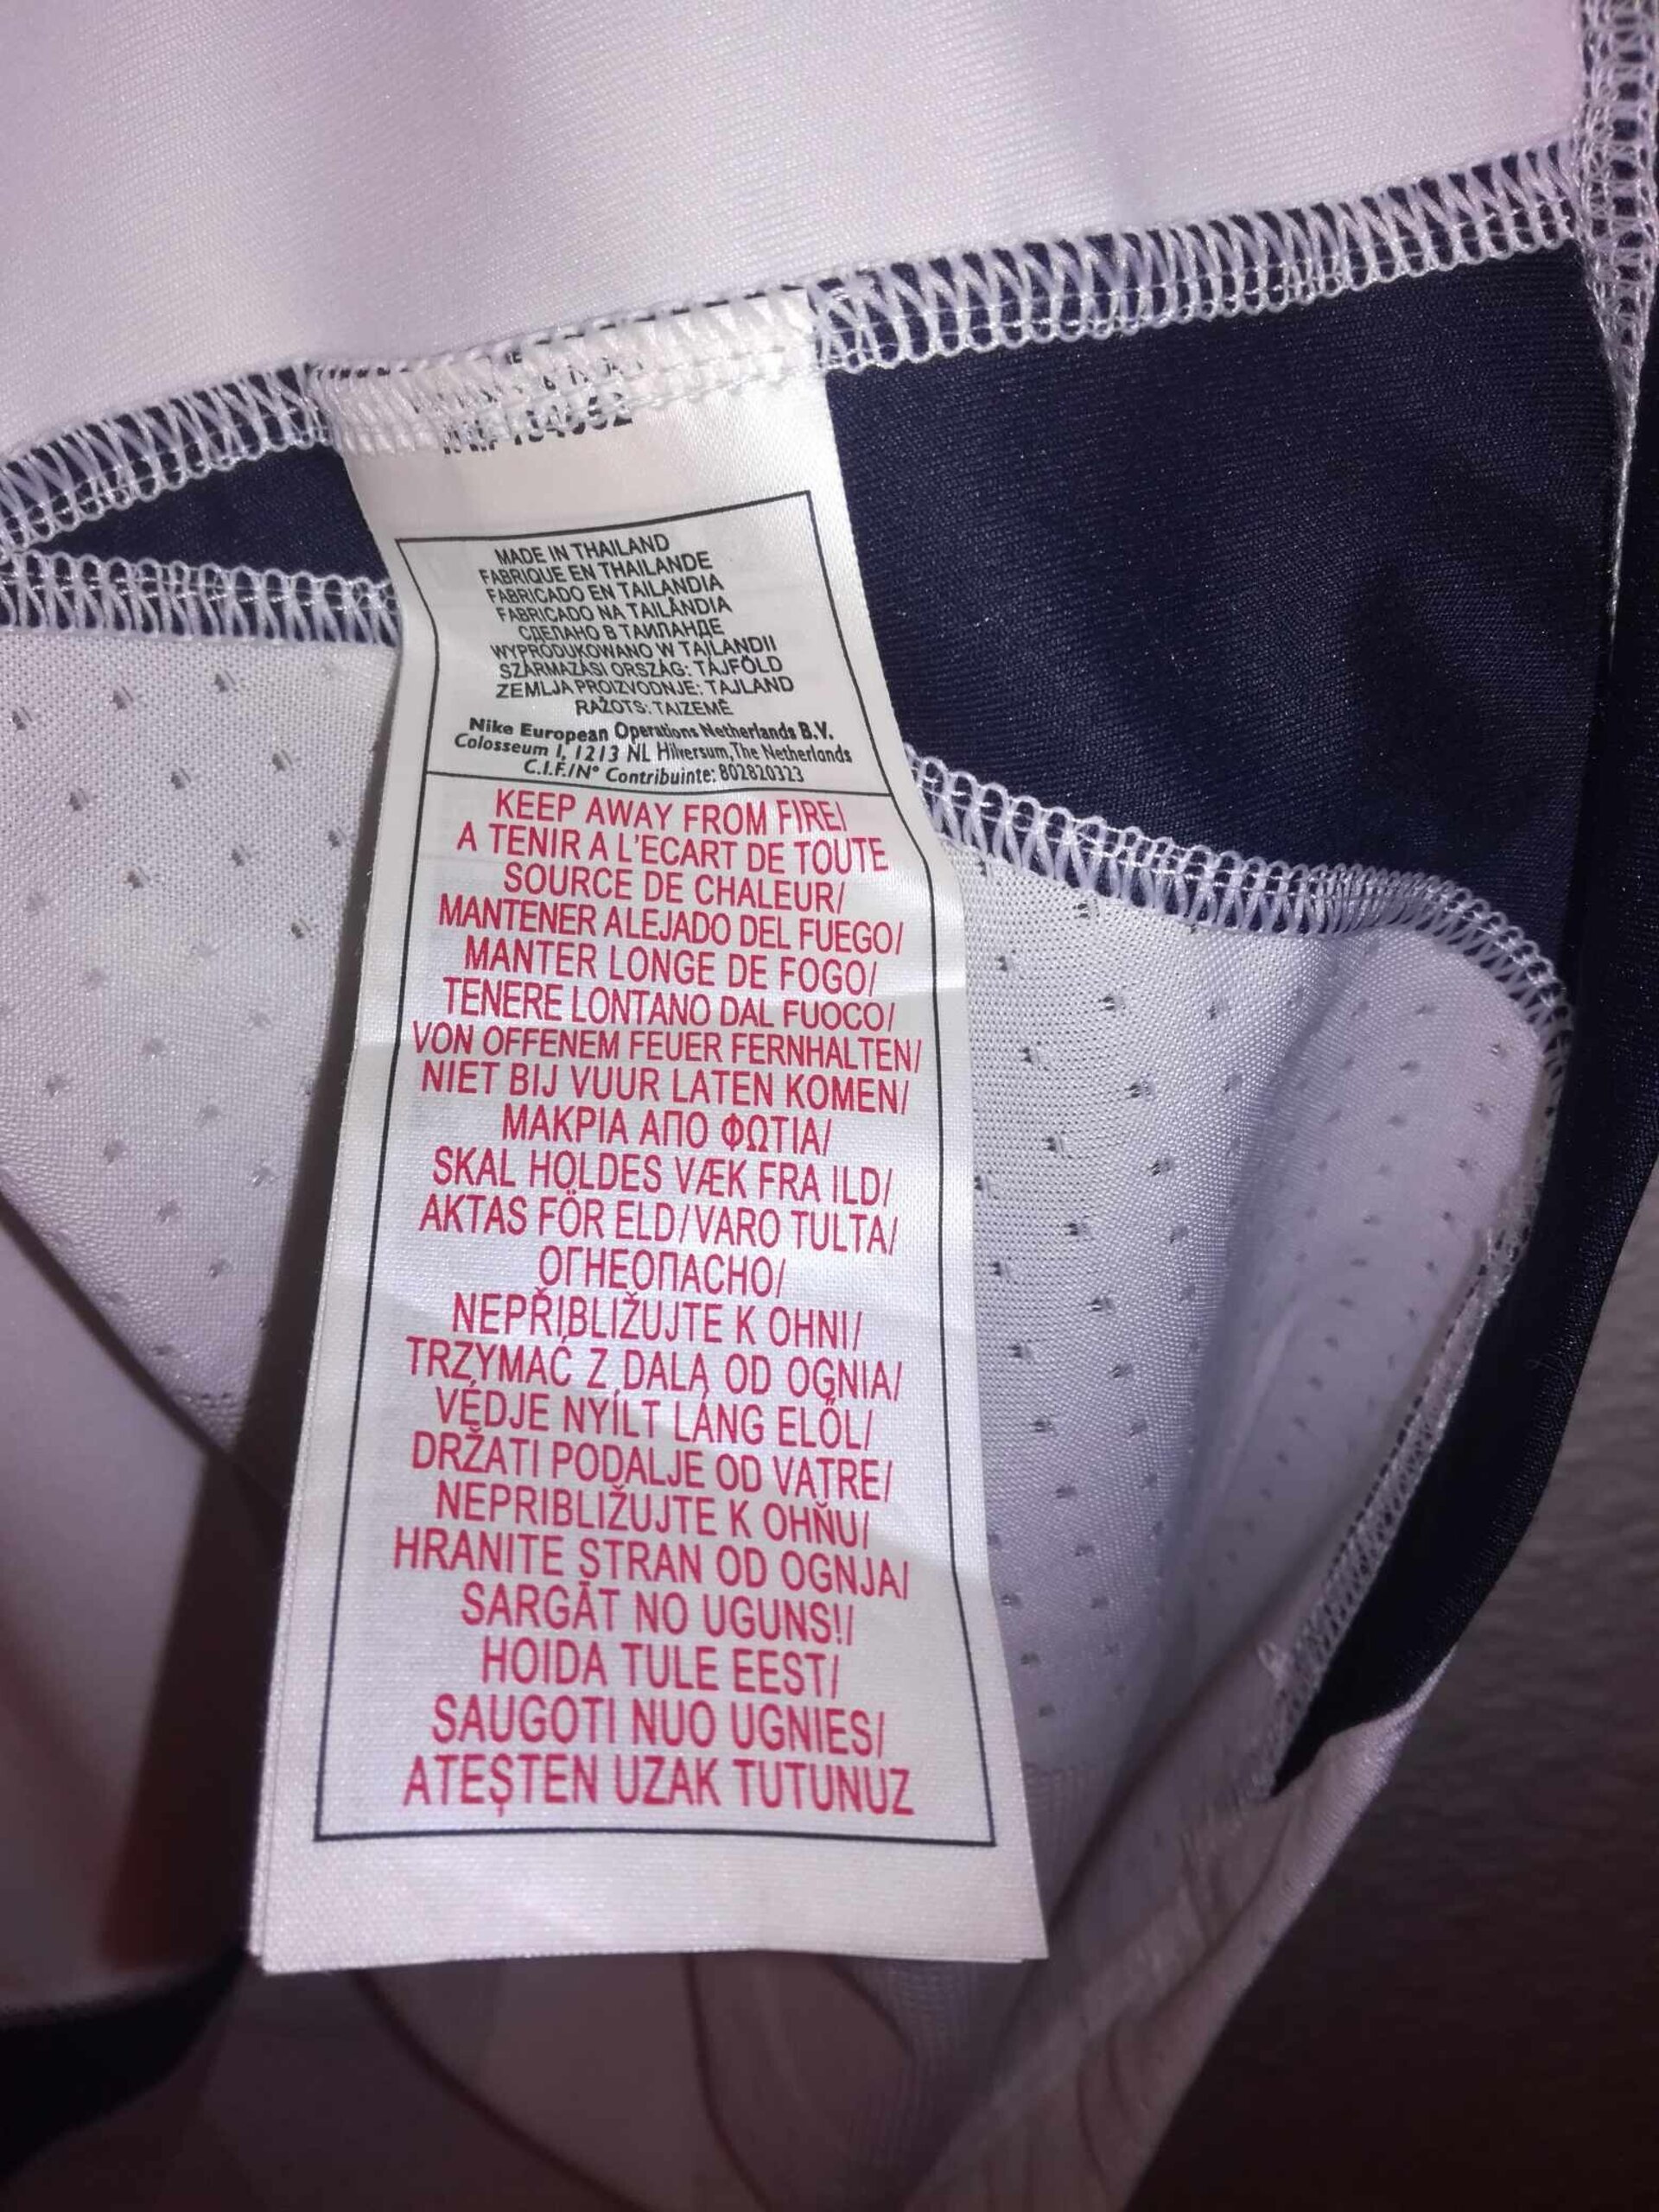 MADE IN THAILAND
FABRIQUE EN THAILANDE
FABRICADO EN TAILANDIA
FABRICADO NA TAILÂNDIA
СДЕЛАНО В ТАИЛАНДЕ
WYPRODUKOWANO W TAJLANDII
SZÁRMAZÁSI ORSZÁG: TÁJFÖLD
ZEMLJA PROIZVODNJE: TAJLAND
RAŽOTS: TAIZEMĒ
Nike European Operations Netherlands B.V.
Colosseum 1, 1213 NL Hilversum, The Netherlands
C.I.F./N° Contribuinte: 802820323
KEEP AWAY FROM FIRE/
A TENIR A L'ECART DE TOUTE
SOURCE DE CHALEUR/
MANTENER ALEJADO DEL FUEGO/
MANTER LONGE DE FOGO/
TENERE LONTANO DAL FUOCO/
VON OFFENEM FEUER FERNHALTEN/
NIET BIJ VUUR LATEN KOMEN/
ΜΑΚΡΙΑ ΑΠΟ ΦΩΤΙΑ/
SKAL HOLDES VÆK FRA ILD/
AKTAS FÖR ELD/VARO TULTA/
ОГНЕОПАСНО/
NEPŘIBLIŽUJTE K OHNI/
TRZYMAĆ Z DALA OD OGNIA/
VÉDJE NYÍLT LÁNG ELŐL/
DRŽATI PODALJE OD VATRE/
NEPRIBLIŽUJTE K OHŇU/
HRANITE STRAN OD OGNJA/
SARGĀT NO UGUNS!/
HOIDA TULE EEST/
SAUGOTI NUO UGNIES/
ATEŞTEN UZAK TUTUNUZ